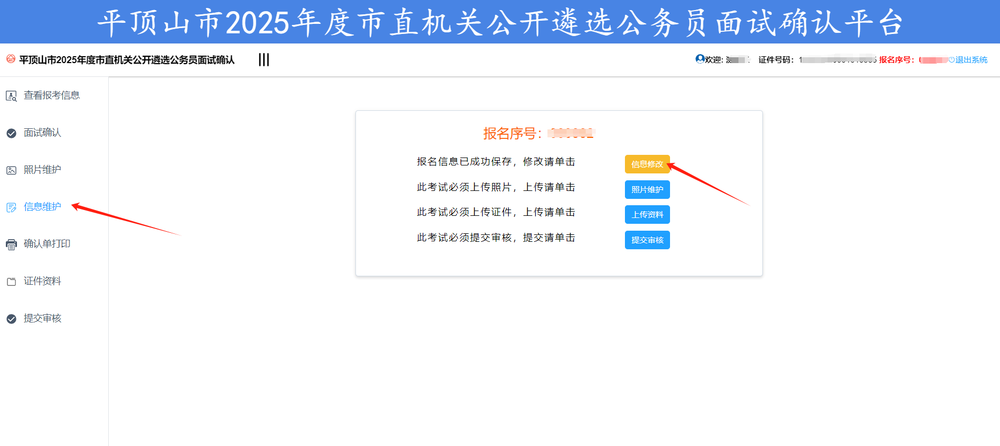 平顶山市2025年度市直机关公开遴选公务员面试确认平台
平顶山市2025年度市直机关公开遴选公务员面试确认
欢迎: 证件号码： 报名序号： 退出系统
查看报考信息
面试确认
照片维护
信息维护
确认单打印
证件资料
提交审核
报名序号：
报名信息已成功保存，修改请单击 信息修改
此考试必须上传照片，上传请单击 照片维护
此考试必须上传证件，上传请单击 上传资料
此考试必须提交审核，提交请单击 提交审核